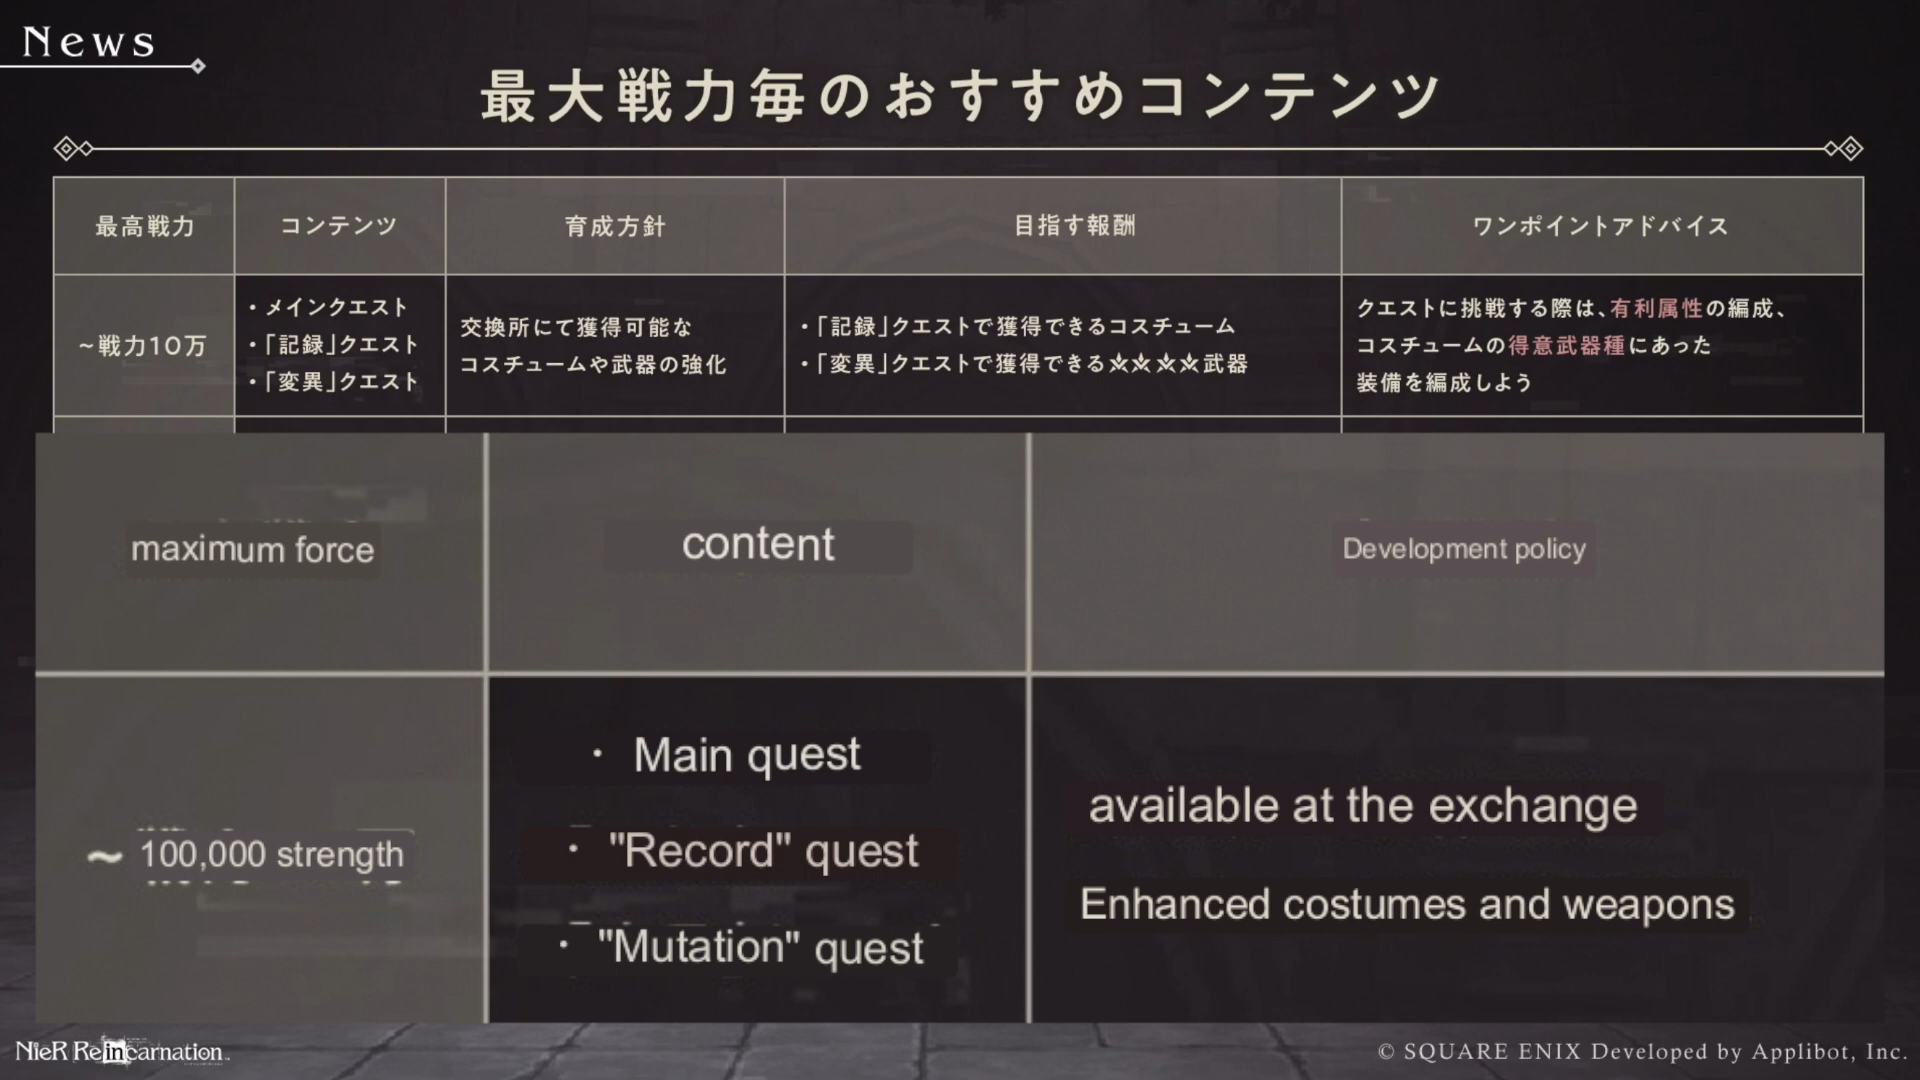 News
最大戦力毎のおすすめコンテンツ
最高戦力
コンテンツ
育成方針
目指す報酬
ワンポイントアドバイス
~戦力10万
・メインクエスト
・「記録」クエスト
・「変異」クエスト
交換所にて獲得可能な
コスチュームや武器の強化
・「記録」クエストで獲得できるコスチューム
・「変異」クエストで獲得できる★★★★武器
クエストに挑戦する際は、有利属性の編成、
コスチュームの得意武器種にあった
装備を編成しよう
maximum force
content
Development policy
~ 100,000 strength
・ Main quest
・ "Record" quest
・ "Mutation" quest
available at the exchange
Enhanced costumes and weapons
NieR Re[in]carnation
© SQUARE ENIX Developed by Applibot, Inc.